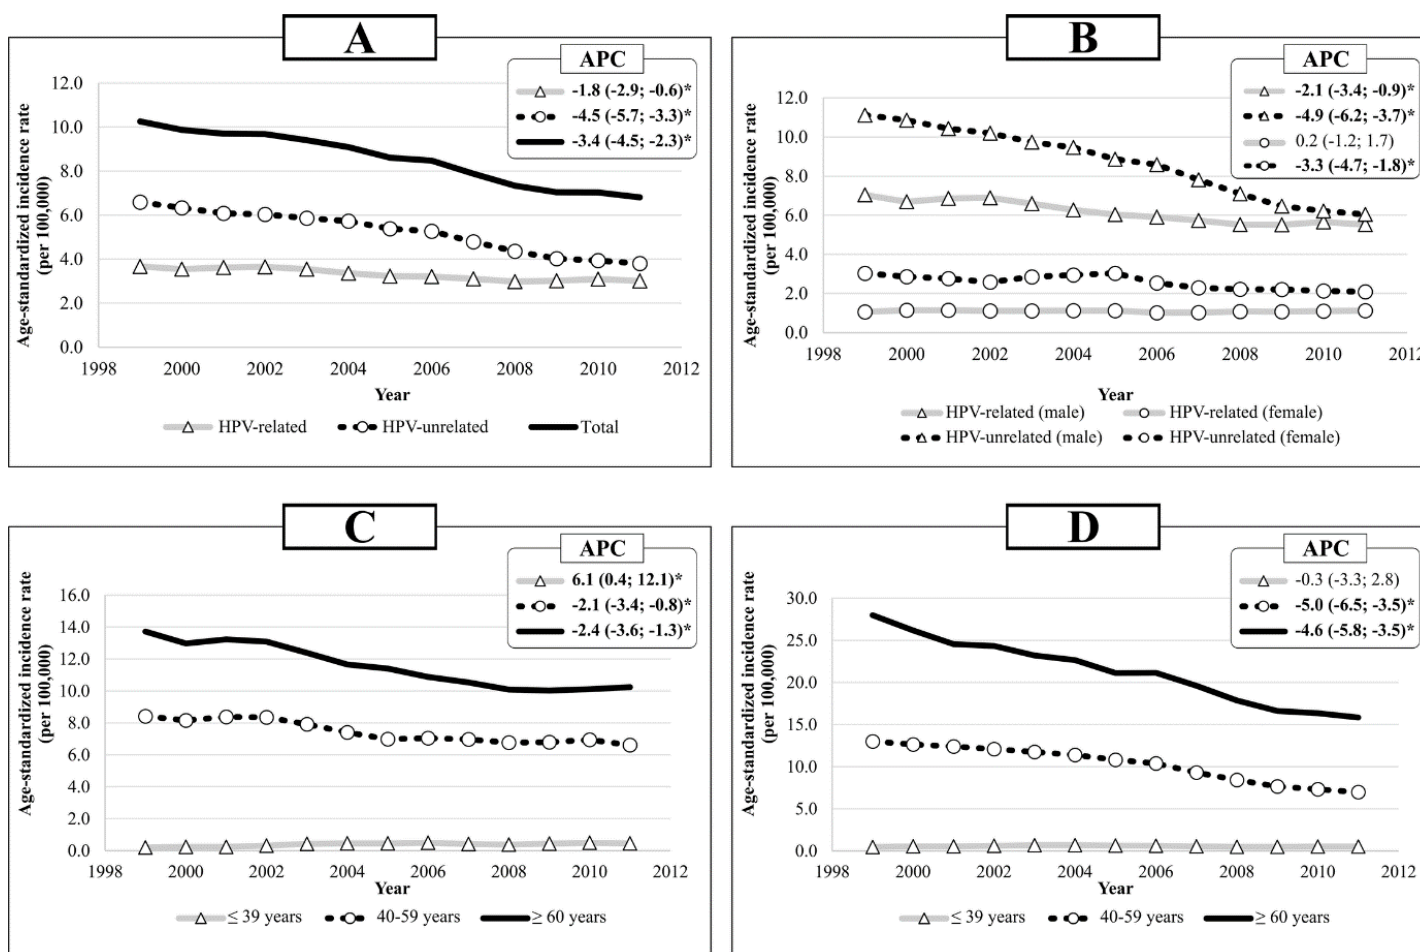 A
APC
-1.8 (-2.9; -0.6)*
-4.5 (-5.7; -3.3)*
-3.4 (-4.5; -2.3)*
Age-standardized incidence rate
(per 100,000)
12.0
10.0
8.0
6.0
4.0
2.0
0.0
1998 2000 2002 2004 2006 2008 2010 2012
Year
HPV-related HPV-unrelated Total
B
APC
-2.1 (-3.4; -0.9)*
-4.9 (-6.2; -3.7)*
0.2 (-1.2; 1.7)
-3.3 (-4.7; -1.8)*
Age-standardized incidence rate
(per 100,000)
12.0
10.0
8.0
6.0
4.0
2.0
0.0
1998 2000 2002 2004 2006 2008 2010 2012
Year
HPV-related (male) HPV-related (female)
HPV-unrelated (male) HPV-unrelated (female)
C
APC
6.1 (0.4; 12.1)*
-2.1 (-3.4; -0.8)*
-2.4 (-3.6; -1.3)*
Age-standardized incidence rate
(per 100,000)
16.0
14.0
12.0
10.0
8.0
6.0
4.0
2.0
0.0
1998 2000 2002 2004 2006 2008 2010 2012
Year
≤ 39 years 40-59 years ≥ 60 years
D
APC
-0.3 (-3.3; 2.8)
-5.0 (-6.5; -3.5)*
-4.6 (-5.8; -3.5)*
Age-standardized incidence rate
(per 100,000)
30.0
25.0
20.0
15.0
10.0
5.0
0.0
1998 2000 2002 2004 2006 2008 2010 2012
Year
≤ 39 years 40-59 years ≥ 60 years